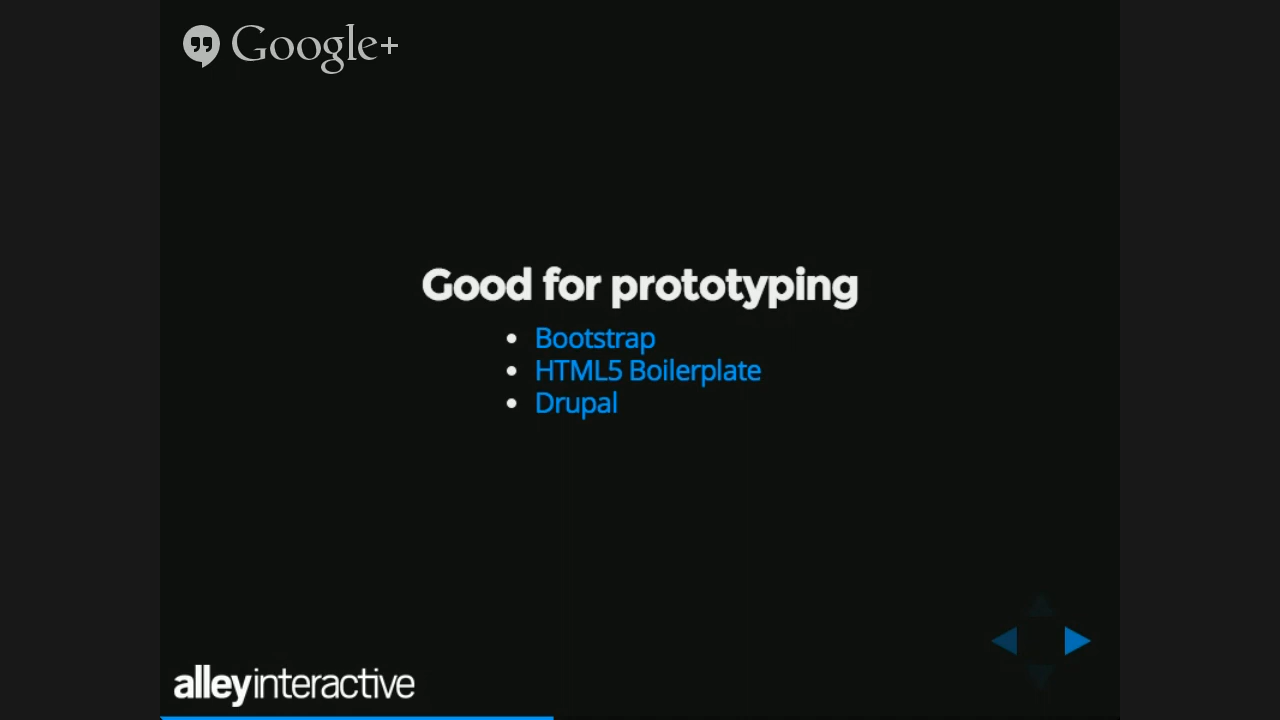 Google+
Good for prototyping
• Bootstrap
• HTML5 Boilerplate
• Drupal
alleyinteractive